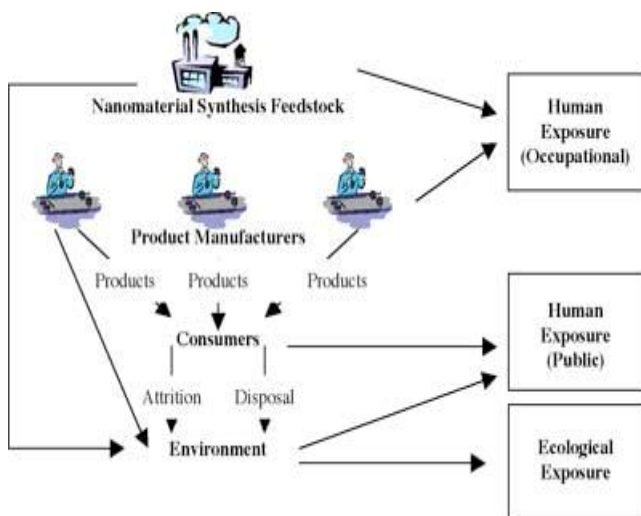 Nanomaterial Synthesis Feedstock
Human
Exposure
(Occupational)
Product Manufacturers
Products
Products
Products
Consumers
Human
Exposure
(Public)
Attrition
Disposal
Environment
Ecological
Exposure